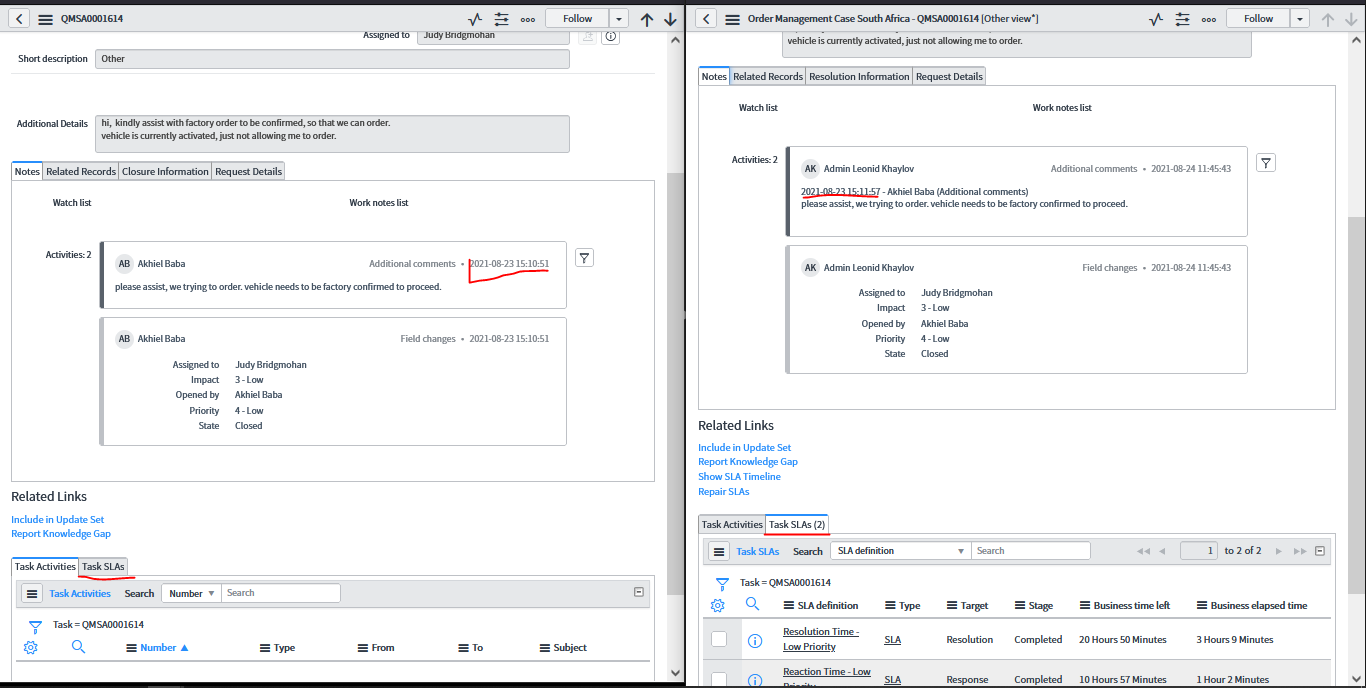 QMSA0001614
Follow
Assigned to
Judy Bridgmohan
Short description
Other
Additional Details
hi, kindly assist with factory order to be confirmed, so that we can order.
vehicle is currently activated, just not allowing me to order.
Notes
Related Records
Closure Information
Request Details
Watch list
Work notes list
Activities: 2
AB
Akhiel Baba
Additional comments • 2021-08-23 15:10:51
please assist, we trying to order. vehicle needs to be factory confirmed to proceed.
AB
Akhiel Baba
Field changes • 2021-08-23 15:10:51
Assigned to Judy Bridgmohan
Impact 3 - Low
Opened by Akhiel Baba
Priority 4 - Low
State Closed
Related Links
Include in Update Set
Report Knowledge Gap
Task Activities
Task SLAs
Task Activities
Search
Number
Search
Task = QMSA0001614
Number ▲
Type
From
To
Subject
Order Management Case South Africa - QMSA0001614 [Other view*]
Follow
vehicle is currently activated, just not allowing me to order.
Notes
Related Records
Resolution Information
Request Details
Watch list
Work notes list
Activities: 2
AK
Admin Leonid Khaylov
Additional comments • 2021-08-24 11:45:43
2021-08-23 15:11:57 - Akhiel Baba (Additional comments)
please assist, we trying to order. vehicle needs to be factory confirmed to proceed.
AK
Admin Leonid Khaylov
Field changes • 2021-08-24 11:45:43
Assigned to Judy Bridgmohan
Impact 3 - Low
Opened by Akhiel Baba
Priority 4 - Low
State Closed
Related Links
Include in Update Set
Report Knowledge Gap
Show SLA Timeline
Repair SLAs
Task Activities
Task SLAs (2)
Task SLAs
Search
SLA definition
Search
1
to 2 of 2
Task = QMSA0001614
SLA definition
Type
Target
Stage
Business time left
Business elapsed time
Resolution Time -
Low Priority
SLA
Resolution
Completed
20 Hours 50 Minutes
3 Hours 9 Minutes
Reaction Time - Low
Priority
SLA
Response
Completed
10 Hours 57 Minutes
1 Hour 2 Minutes